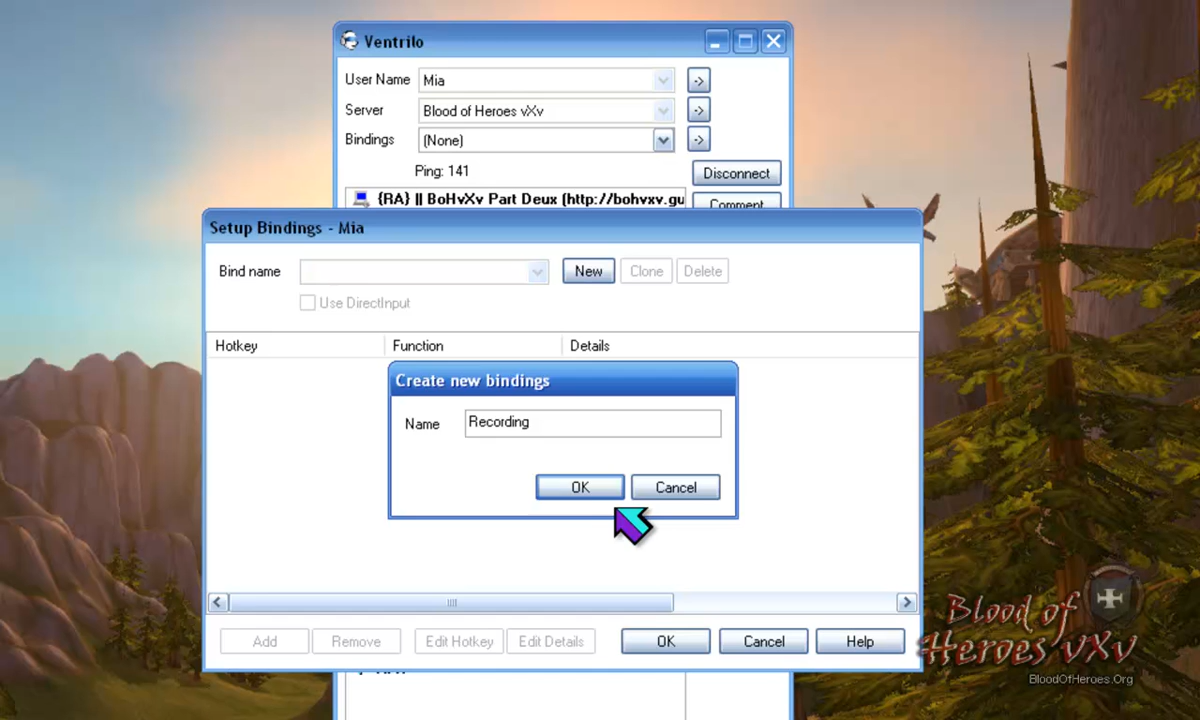 Ventrilo
User Name Mia ->
Server Blood of Heroes vXv ->
Bindings (None) ->
Ping: 141
Disconnect
{RA} || BoHvXv Part Deux (http://bohvxv.gu
Comment
Setup Bindings - Mia
Bind name New Clone Delete
Use DirectInput
Hotkey Function Details
Create new bindings
Name Recording
OK Cancel
Add Remove Edit Hotkey Edit Details OK Cancel Help
Blood of
Heroes vXv
BloodOfHeroes.Org